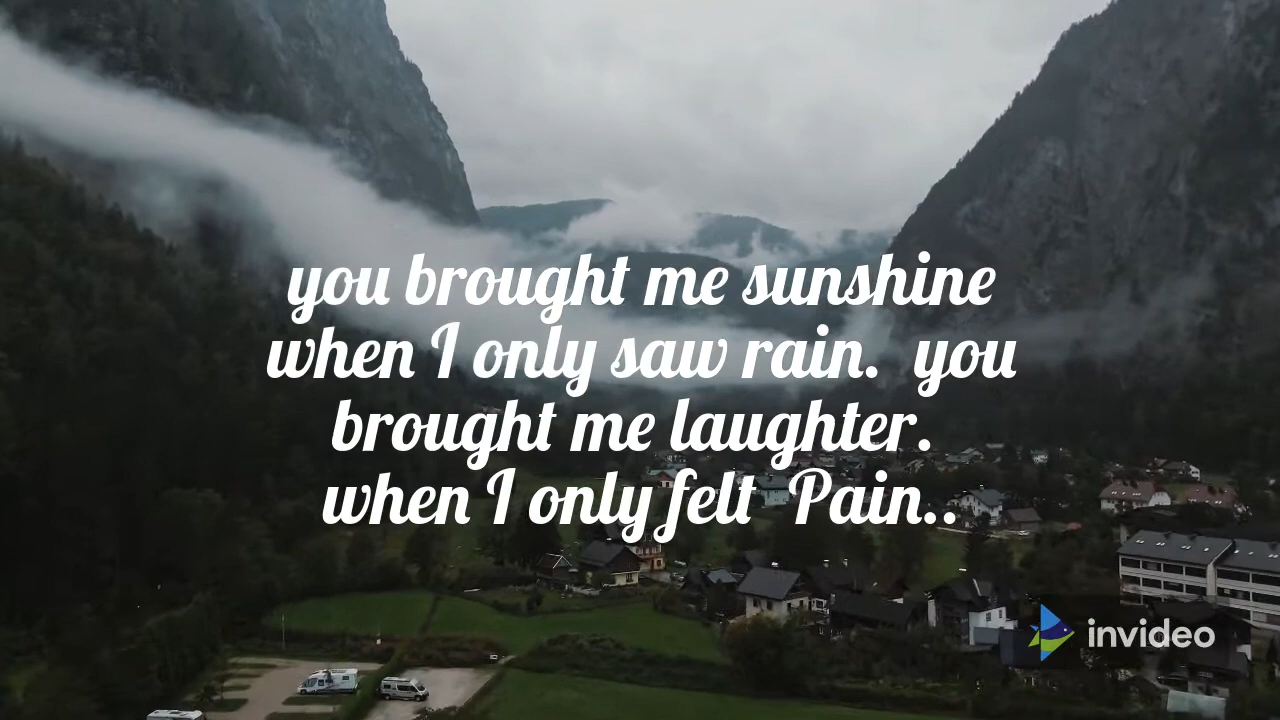 you brought me sunshine
when I only saw rain.  you
brought me laughter.
when I only felt  Pain..
invideo